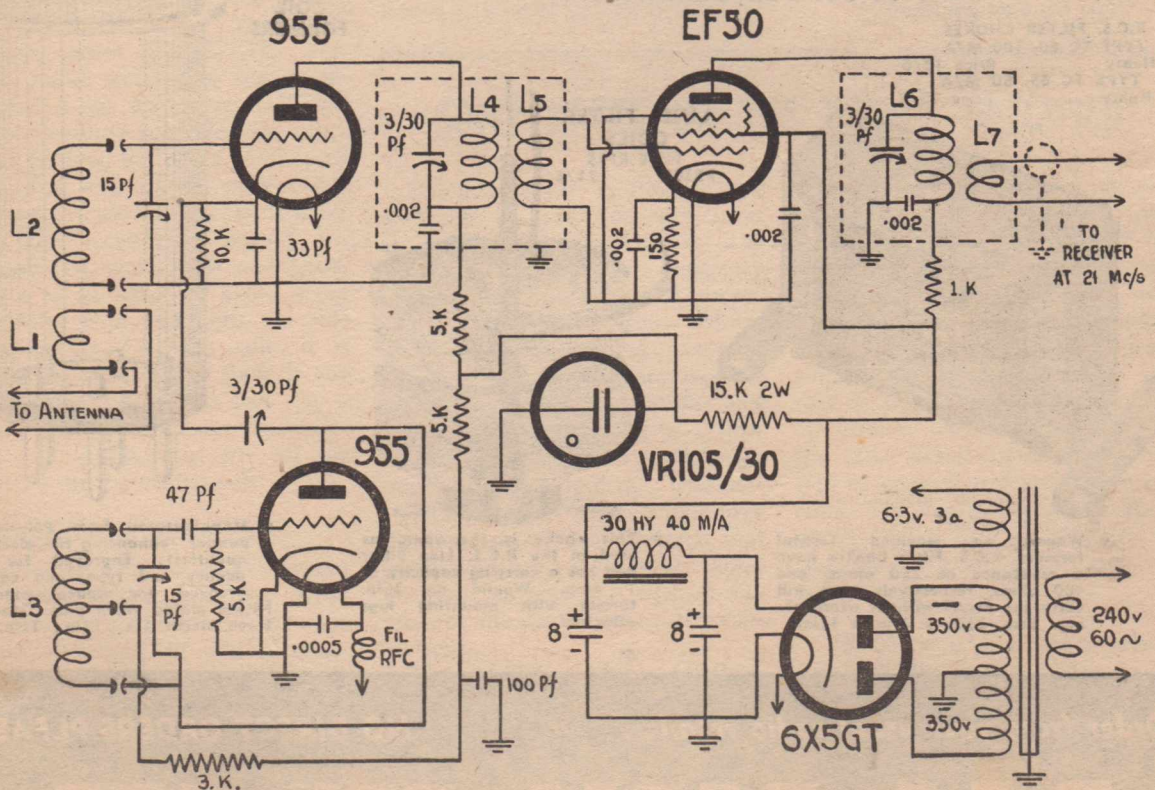 955
EF50
L4
L5
L6
L7
3/30
Pf
3/30
Pf
15 Pf
L2
10.K
33 Pf
.002
.002
150
.002
.002
TO
RECEIVER
AT 21 Mc/s
1.K
5.K
L1
TO ANTENNA
3/30 Pf
5.K
15.K 2W
955
VR105/30
47 Pf
30 HY 40 M/A
6.3v. 3a
L3
15
Pf
5.K
.0005
FIL
RFC
8
+
-
8
+
-
350v
240v
60~
100 Pf
350v
6X5GT
3.K.